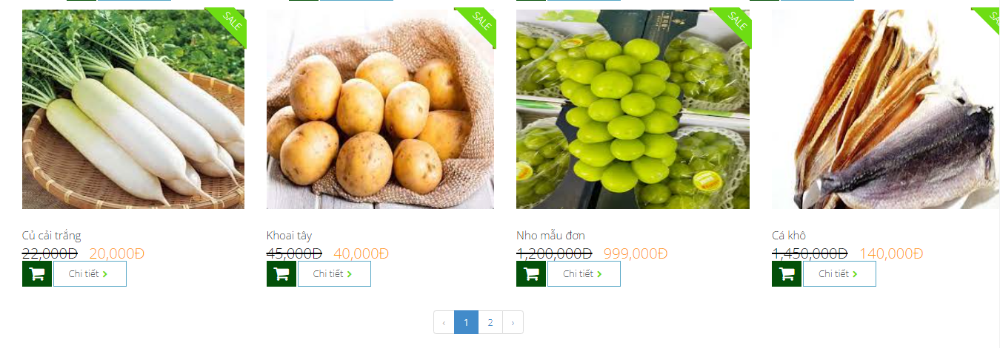 SALE
SALE
SALE
SALE
Củ cải trắng
Khoai tây
Nho mẫu đơn
Cá khô
22,000Đ 20,000Đ
45,000Đ 40,000Đ
1,200,000Đ 999,000Đ
1,450,000Đ 140,000Đ
Chi tiết >
Chi tiết >
Chi tiết >
Chi tiết >
‹ 1 2 ›